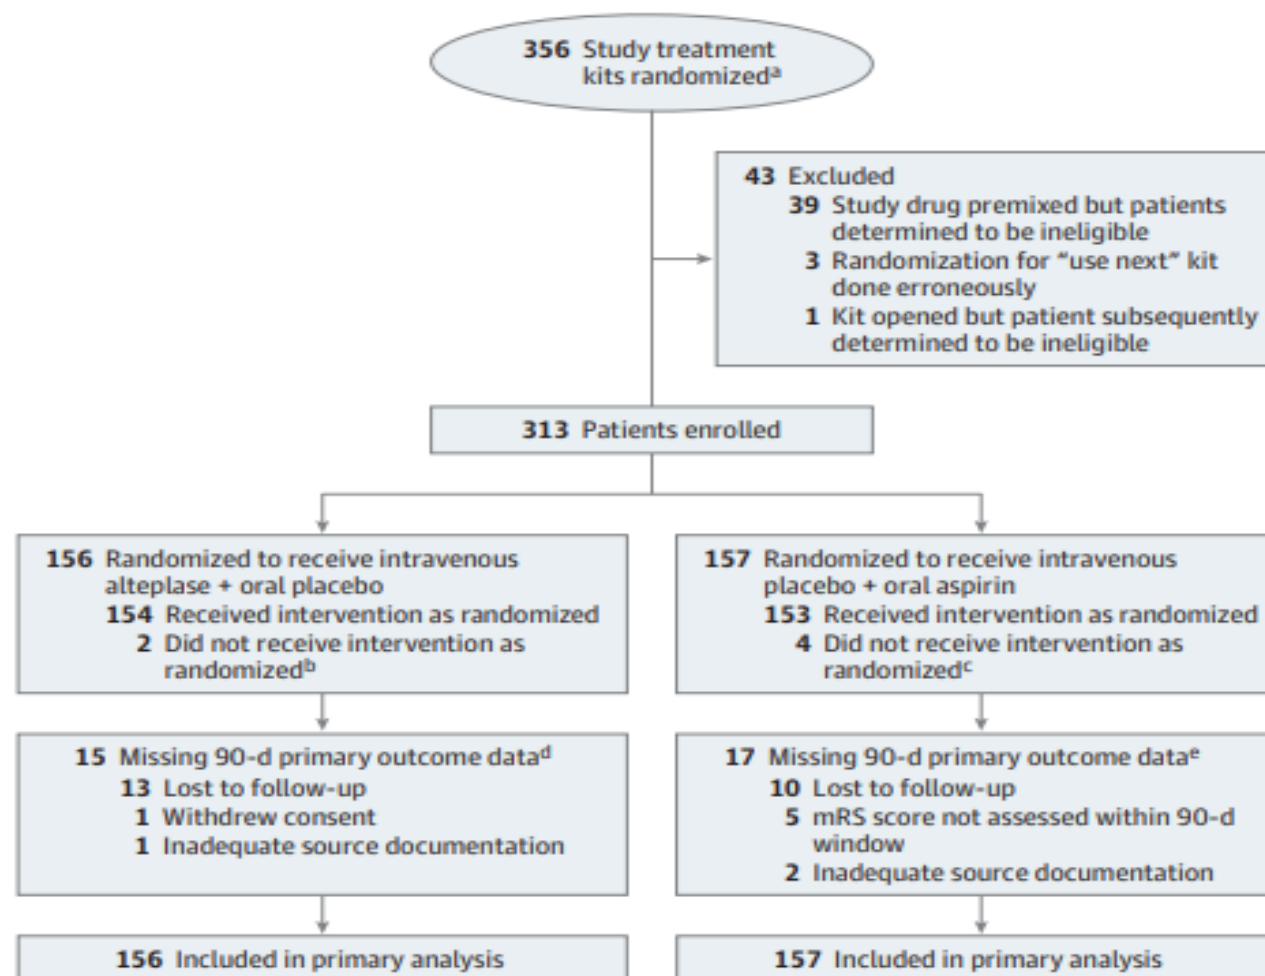 356 Study treatment
kits randomizedᵃ
43 Excluded
39 Study drug premixed but patients
determined to be ineligible
3 Randomization for “use next” kit
done erroneously
1 Kit opened but patient subsequently
determined to be ineligible
313 Patients enrolled
156 Randomized to receive intravenous
alteplase + oral placebo
154 Received intervention as randomized
2 Did not receive intervention as
randomizedᵇ
157 Randomized to receive intravenous
placebo + oral aspirin
153 Received intervention as randomized
4 Did not receive intervention as
randomizedᶜ
15 Missing 90-d primary outcome dataᵈ
13 Lost to follow-up
1 Withdrew consent
1 Inadequate source documentation
17 Missing 90-d primary outcome dataᵉ
10 Lost to follow-up
5 mRS score not assessed within 90-d
window
2 Inadequate source documentation
156 Included in primary analysis
157 Included in primary analysis